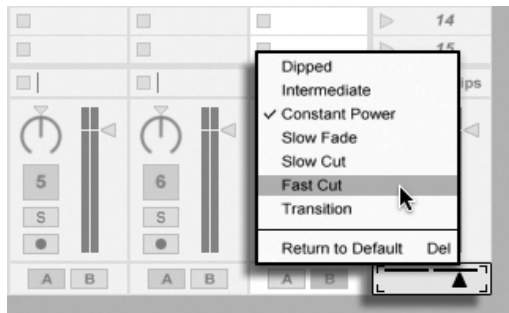 14
15
Dipped
Intermediate
ips
Constant Power
Slow Fade
Slow Cut
5
6
Fast Cut
S
S
Transition
Return to Default Del
A B
A B
A B